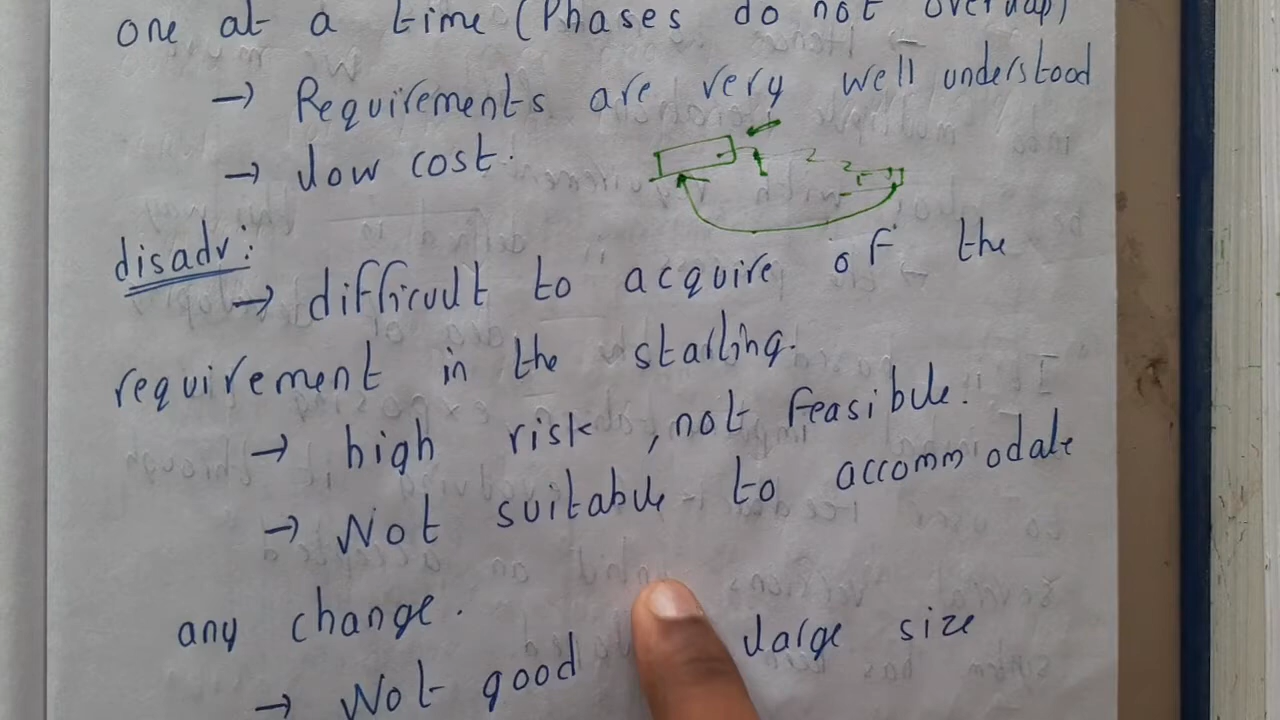 one at a time (Phases do not overlap)
→ Requirements are very well understood
→ low cost.
disadv:
→ difficult to acquire of the
requirement in the starting.
→ high risk, not feasible.
→ Not suitable to accommodate
any change.
→ Not good large size